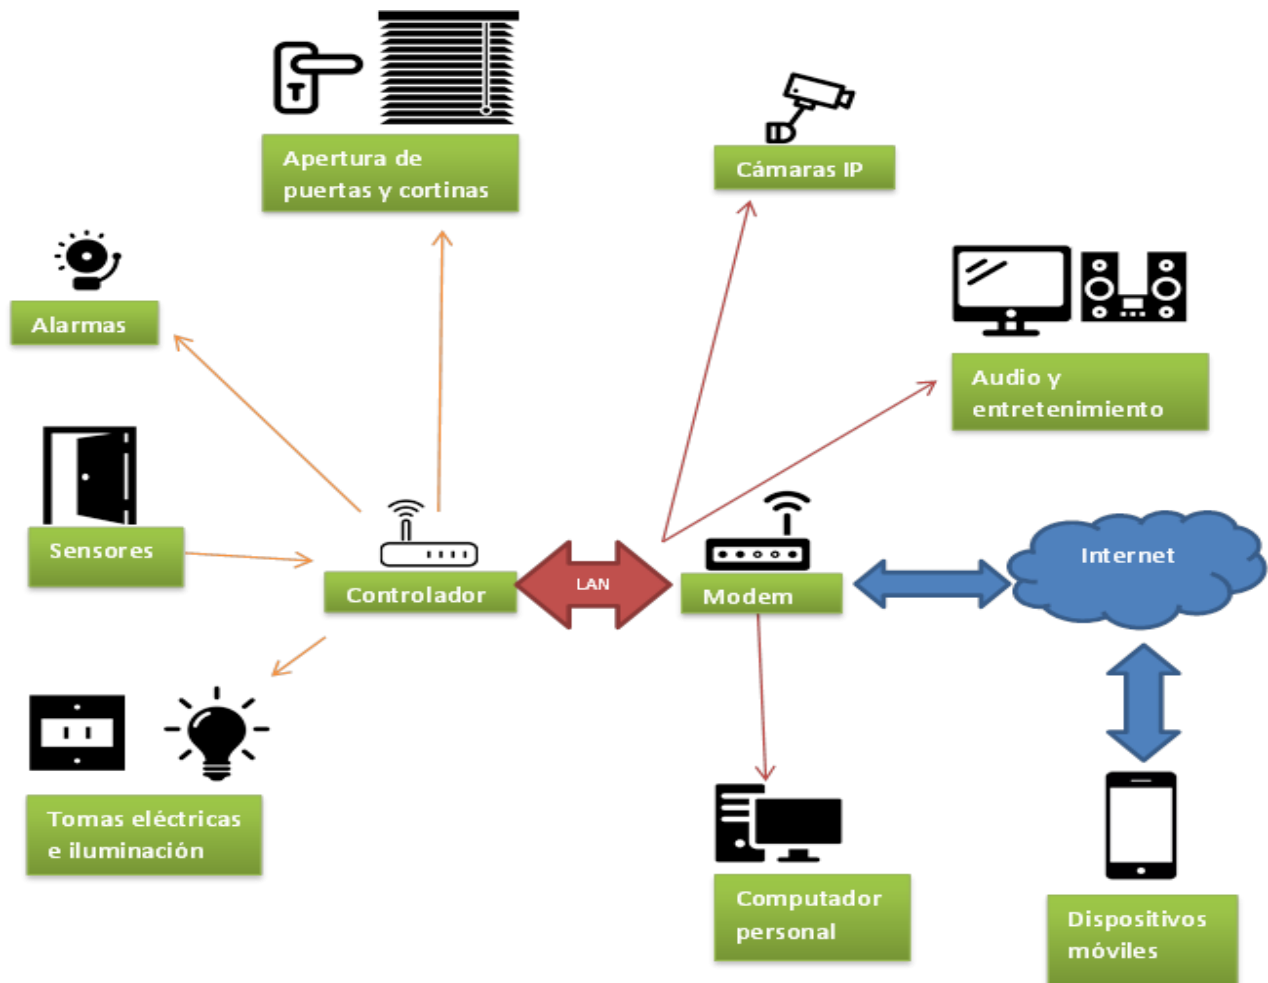 Apertura de
puertas y cortinas
Cámaras IP
Alarmas
Audio y
entretenimiento
Sensores
Internet
Controlador
LAN
Modem
Tomas eléctricas
e iluminación
Computador
personal
Dispositivos
móviles